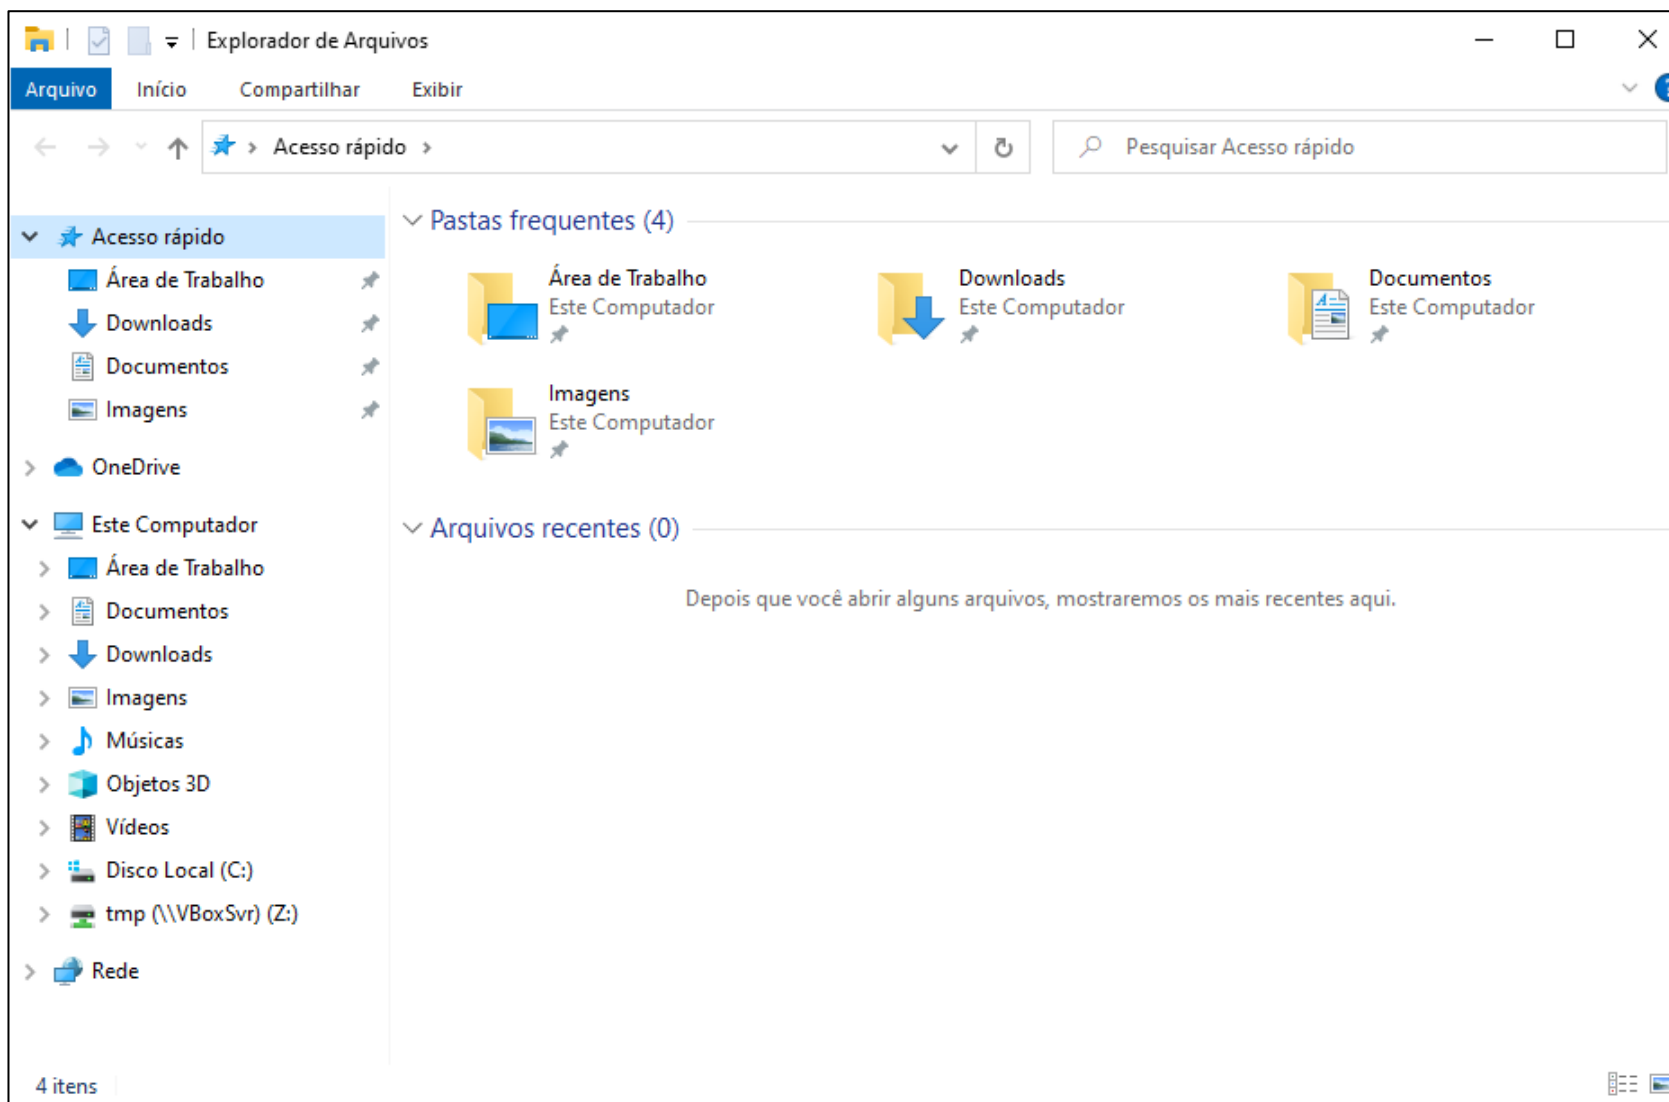 Explorador de Arquivos
Arquivo Início Compartilhar Exibir
Acesso rápido
Pesquisar Acesso rápido
Acesso rápido
Área de Trabalho
Downloads
Documentos
Imagens
OneDrive
Este Computador
Área de Trabalho
Documentos
Downloads
Imagens
Músicas
Objetos 3D
Vídeos
Disco Local (C:)
tmp (\\VBoxSvr) (Z:)
Rede
Pastas frequentes (4)
Área de Trabalho
Este Computador
Downloads
Este Computador
Documentos
Este Computador
Imagens
Este Computador
Arquivos recentes (0)
Depois que você abrir alguns arquivos, mostraremos os mais recentes aqui.
4 itens